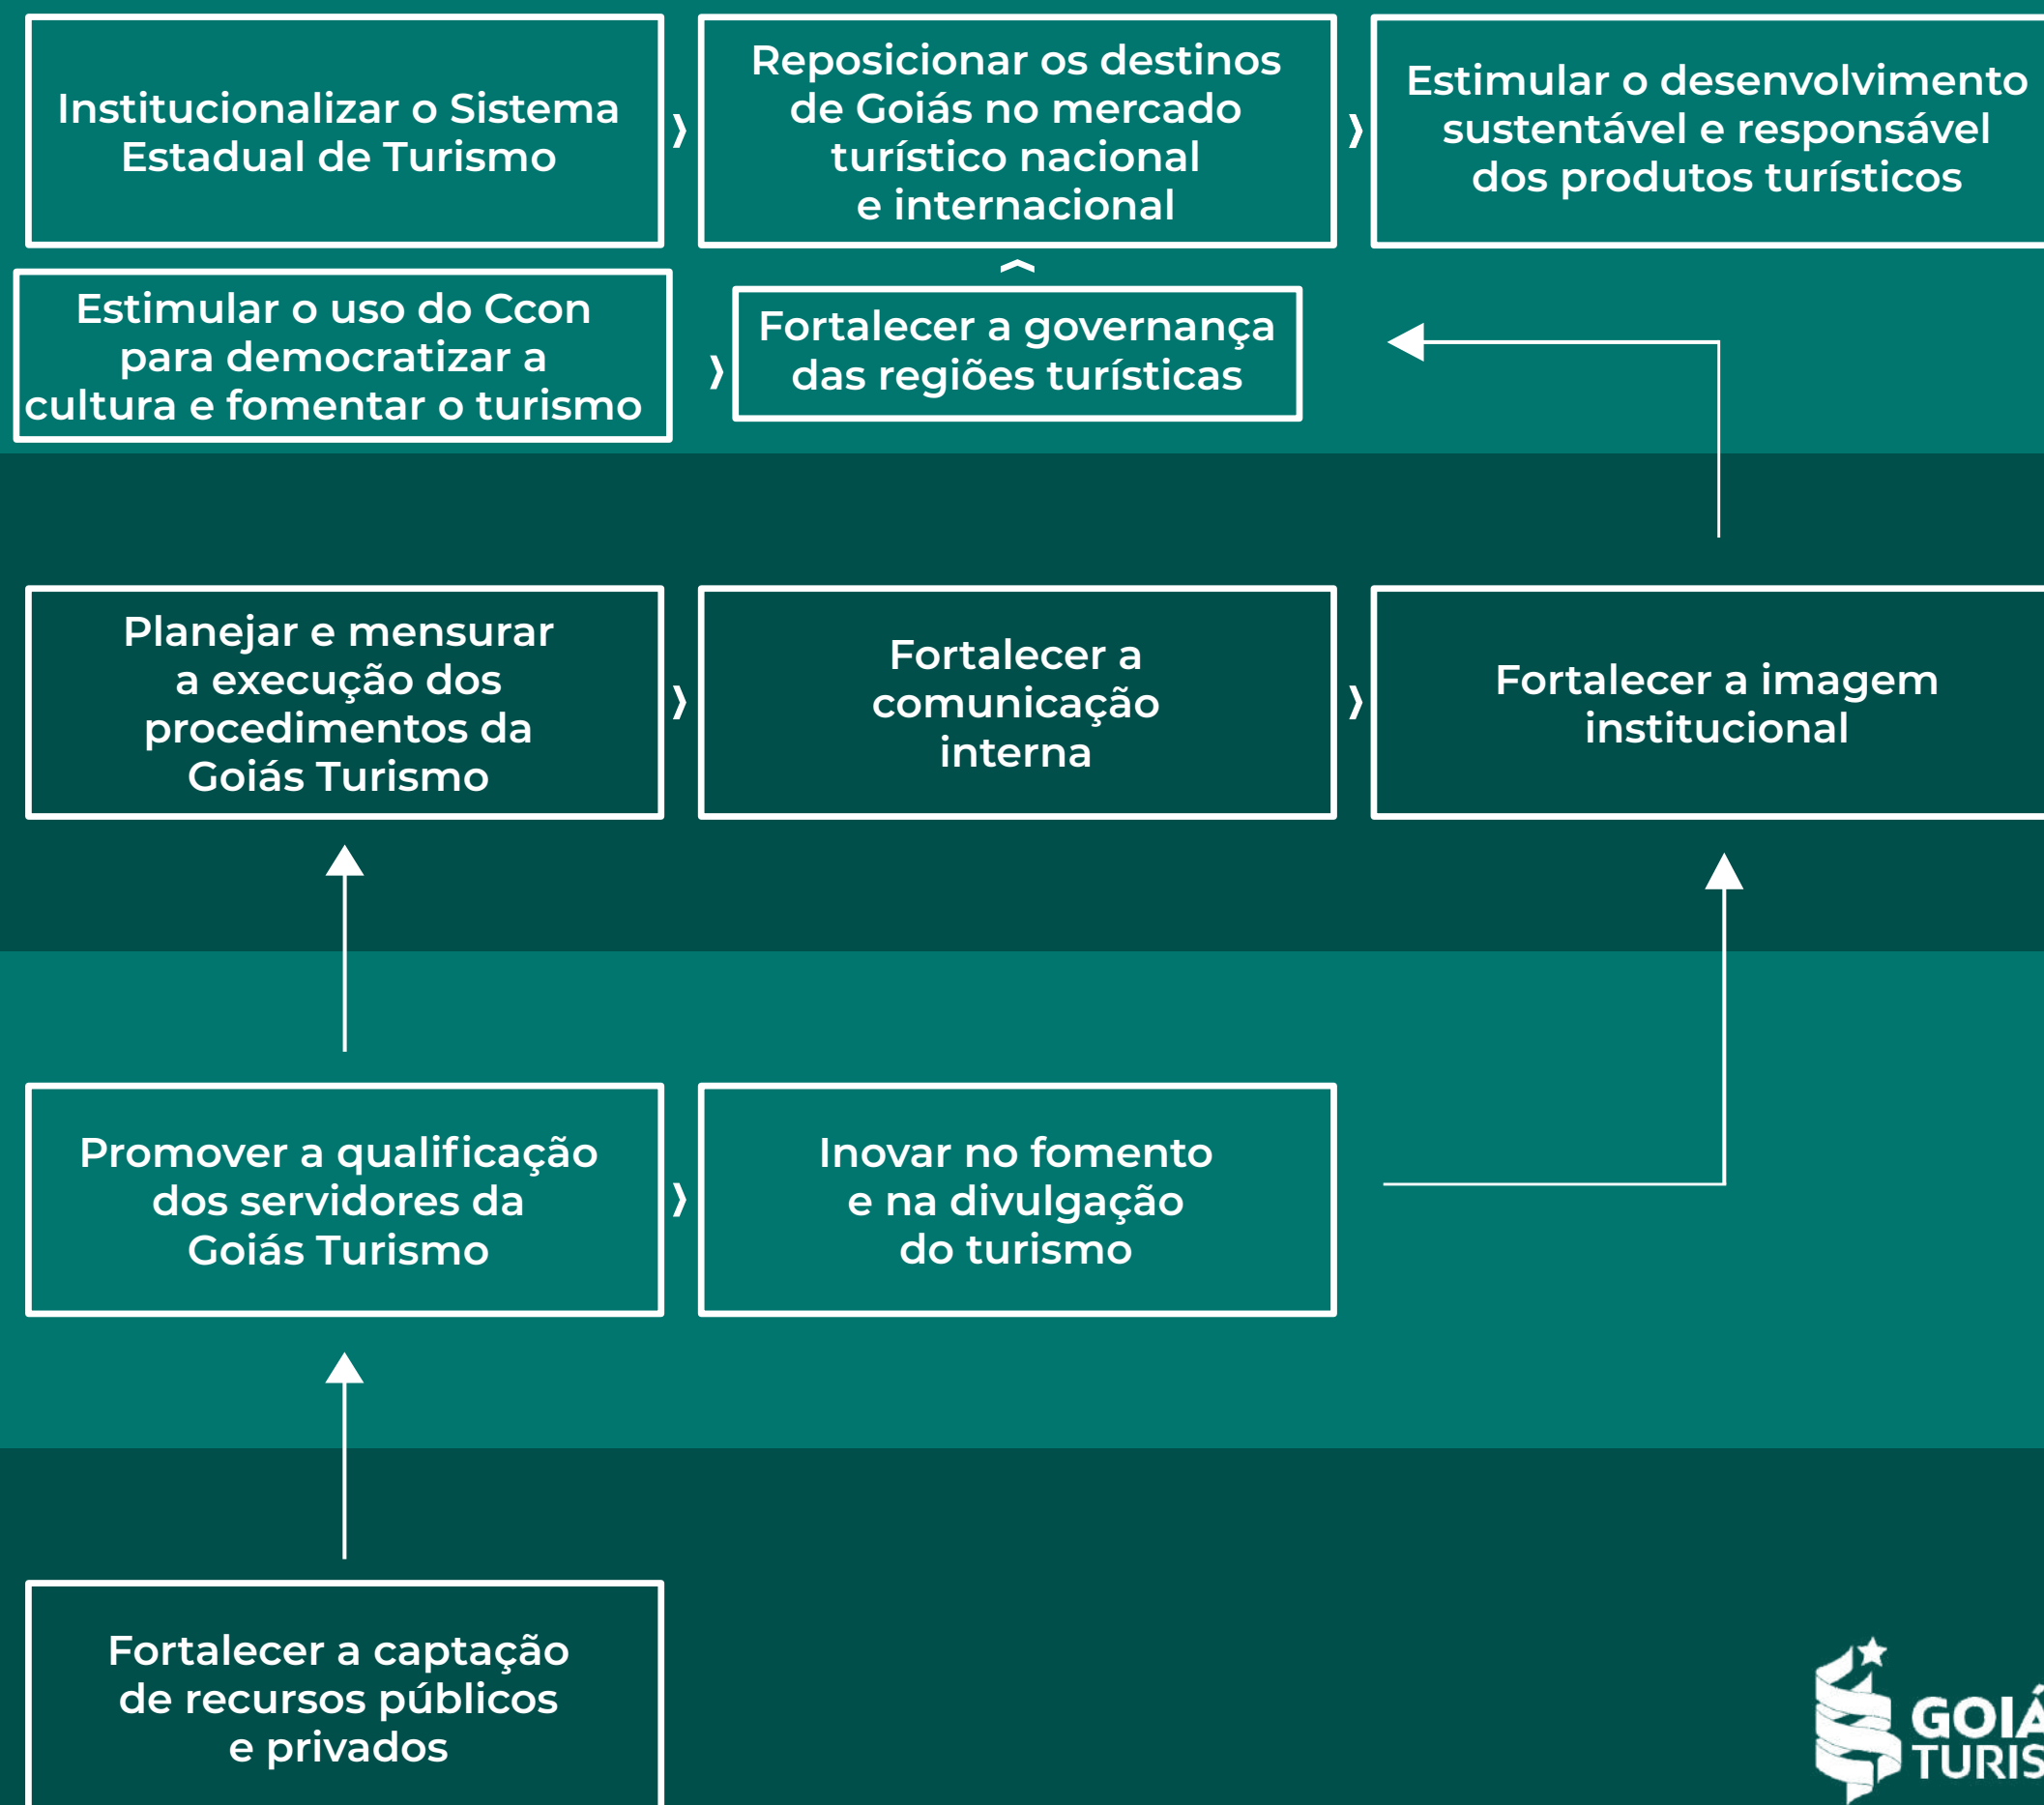 Institucionalizar o Sistema
Estadual de Turismo
Reposicionar os destinos
de Goiás no mercado
turístico nacional
e internacional
Estimular o desenvolvimento
sustentável e responsável
dos produtos turísticos
Estimular o uso do Ccon
para democratizar a
cultura e fomentar o turismo
Fortalecer a governança
das regiões turísticas
Planejar e mensurar
a execução dos
procedimentos da
Goiás Turismo
Fortalecer a
comunicação
interna
Fortalecer a imagem
institucional
Promover a qualificação
dos servidores da
Goiás Turismo
Inovar no fomento
e na divulgação
do turismo
Fortalecer a captação
de recursos públicos
e privados
GOIÁ
TURIS